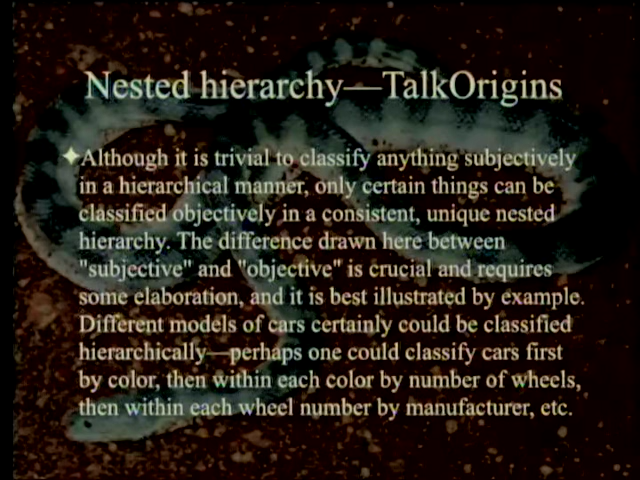 Nested hierarchy—TalkOrigins
Although it is trivial to classify anything subjectively
in a hierarchical manner, only certain things can be
classified objectively in a consistent, unique nested
hierarchy. The difference drawn here between
"subjective" and "objective" is crucial and requires
some elaboration, and it is best illustrated by example.
Different models of cars certainly could be classified
hierarchically—perhaps one could classify cars first
by color, then within each color by number of wheels,
then within each wheel number by manufacturer, etc.